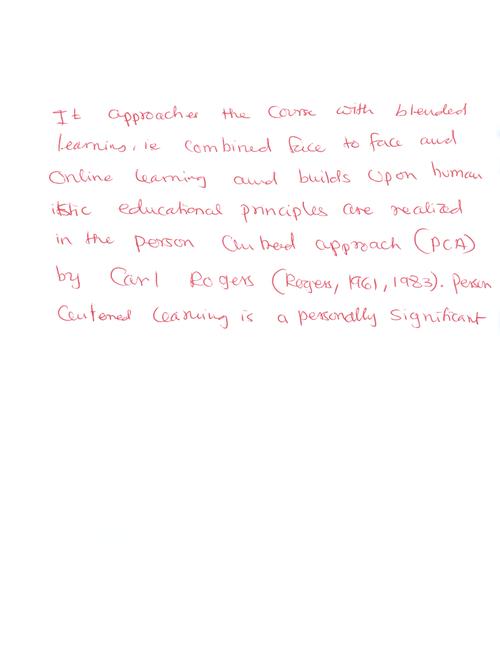 It approaches the Course with blended
Learning, ie combined face to face and
Online learning and builds upon human
istic educational principles are realized
in the person Centred approach (PCA)
by Carl Rogers (Rogers, 1961, 1983). Person
Centered learning is a personally significant